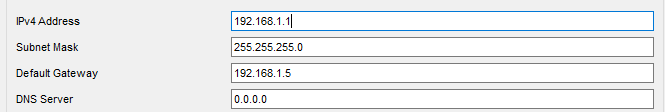 IPv4 Address 192.168.1.1
Subnet Mask 255.255.255.0
Default Gateway 192.168.1.5
DNS Server 0.0.0.0